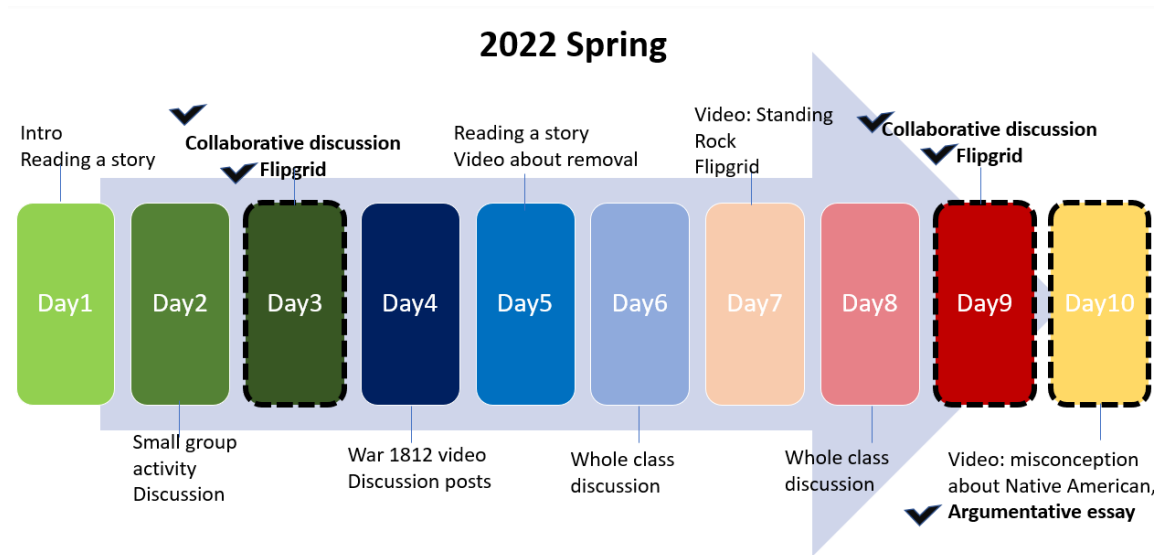 2022 Spring
Intro
Reading a story
Collaborative discussion
Flipgrid
Reading a story
Video about removal
Video: Standing
Rock
Flipgrid
Collaborative discussion
Flipgrid
Day1
Day2
Day3
Day4
Day5
Day6
Day7
Day8
Day9
Day10
Small group
activity
Discussion
War 1812 video
Discussion posts
Whole class
discussion
Whole class
discussion
Video: misconception
about Native American,
Argumentative essay